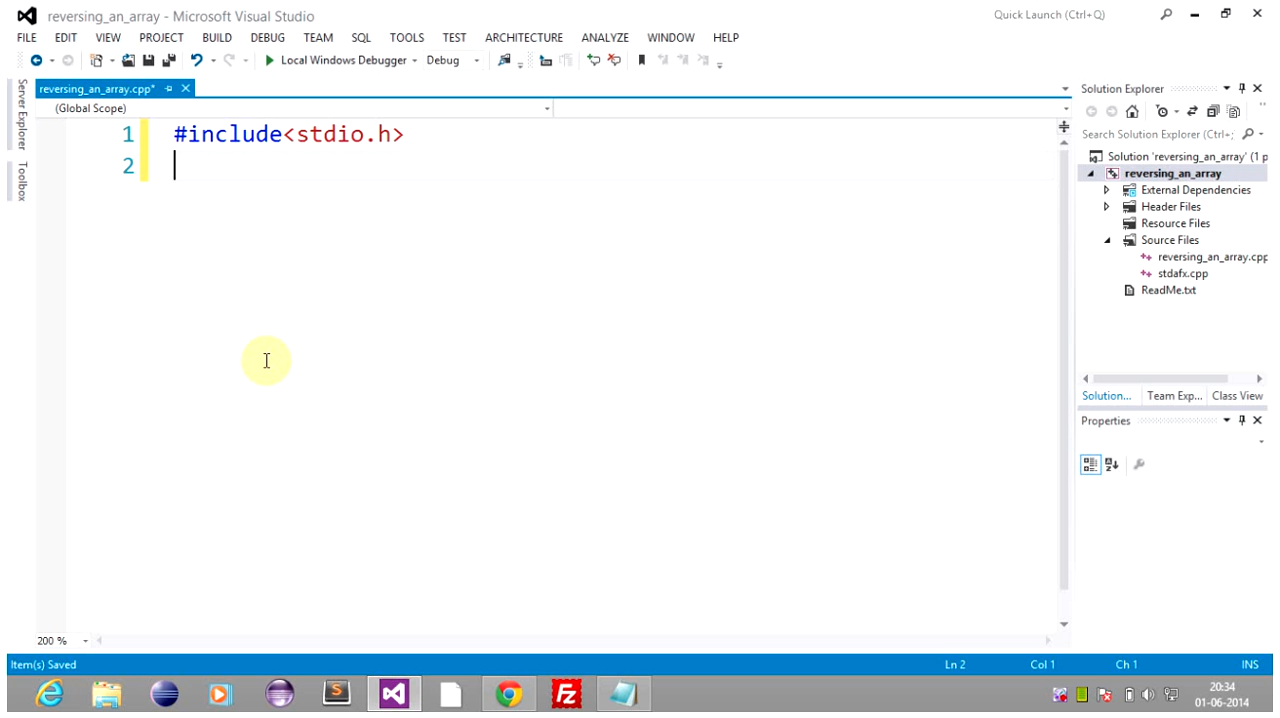 reversing_an_array - Microsoft Visual Studio
Quick Launch (Ctrl+Q)
FILE EDIT VIEW PROJECT BUILD DEBUG TEAM SQL TOOLS TEST ARCHITECTURE ANALYZE WINDOW HELP
Local Windows Debugger Debug
Server Explorer
Toolbox
reversing_an_array.cpp*
(Global Scope)
1 #include<stdio.h>
2
200 %
Solution Explorer
Search Solution Explorer (Ctrl+;
Solution 'reversing_an_array' (1 p
reversing_an_array
External Dependencies
Header Files
Resource Files
Source Files
reversing_an_array.cpp
stdafx.cpp
ReadMe.txt
Solution... Team Exp... Class View
Properties
Item(s) Saved Ln 2 Col 1 Ch 1 INS
20:34
01-06-2014